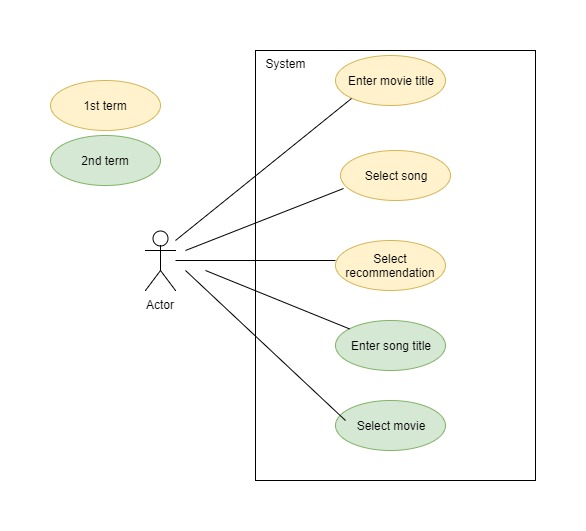 System
Enter movie title
1st term
2nd term
Select song
Select
recommendation
Actor
Enter song title
Select movie